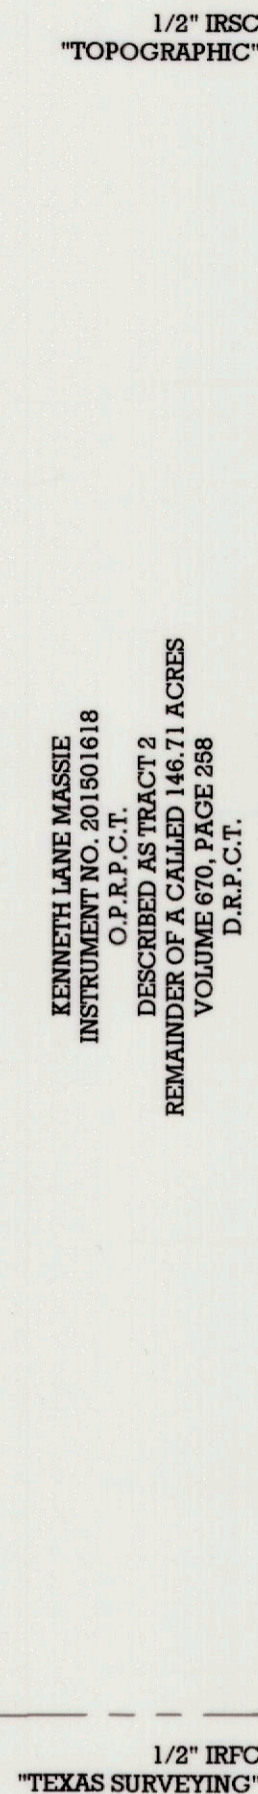 1/2" IRSC
"TOPOGRAPHIC"
KENNETH LANE MASSIE
INSTRUMENT NO. 201501618
O.P.R.P.C.T.
DESCRIBED AS TRACT 2
REMAINDER OF A CALLED 146.71 ACRES
VOLUME 670, PAGE 258
D.R.P.C.T.
1/2" IRFC
"TEXAS SURVEYING"